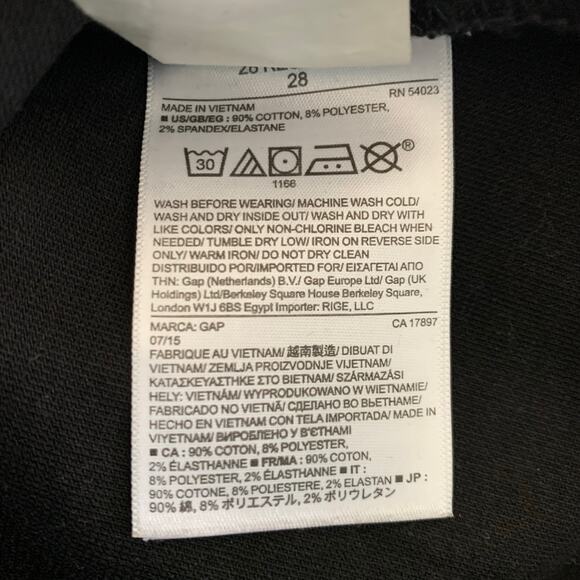 28
RN 54023
MADE IN VIETNAM
■ US/GB/EG : 90% COTTON, 8% POLYESTER,
2% SPANDEX/ELASTANE
30
®
1166
WASH BEFORE WEARING/ MACHINE WASH COLD/
WASH AND DRY INSIDE OUT/ WASH AND DRY WITH
LIKE COLORS/ ONLY NON-CHLORINE BLEACH WHEN
NEEDED/ TUMBLE DRY LOW/ IRON ON REVERSE SIDE
ONLY/ WARM IRON/ DO NOT DRY CLEAN
DISTRIBUIDO POR/IMPORTED FOR/ ΕΙΣΑΓΕΤΑΙ ΑΠΟ
ΤΗΝ: Gap (Netherlands) B.V./ Gap Europe Ltd/ Gap (UK
Holdings) Ltd/Berkeley Square House Berkeley Square,
London W1J 6BS Egypt Importer: RIGE, LLC
MARCA: GAP
CA 17897
07/15
FABRIQUE AU VIETNAM/ 越南製造/ DIBUAT DI
VIETNAM/ ZEMLJA PROIZVODNJE VIJETNAM/
ΚΑΤΑΣΚΕΥΑΣΤΗΚΕ ΣΤΟ ΒΙΕΤΝΑΜ/ SZÁRMAZÁSI
HELY: VIETNÁM/ WYPRODUKOWANO W WIETNAMIE/
FABRICADO NO VIETNÃ/ СДЕЛАНО ВО ВЬЕТНАМЕ/
HECHO EN VIETNAM CON TELA IMPORTADA/ MADE IN
VIYETNAM/ ВИРОБЛЕНО У В'ЄТНАМІ
■ CA : 90% COTON, 8% POLYESTER,
2% ÉLASTHANNE ■ FR/MA : 90% COTON,
8% POLYESTER, 2% ÉLASTHANNE ■ IT :
90% COTONE, 8% POLIESTERE, 2% ELASTAN ■ JP :
90% 綿, 8% ポリエステル, 2% ポリウレタン